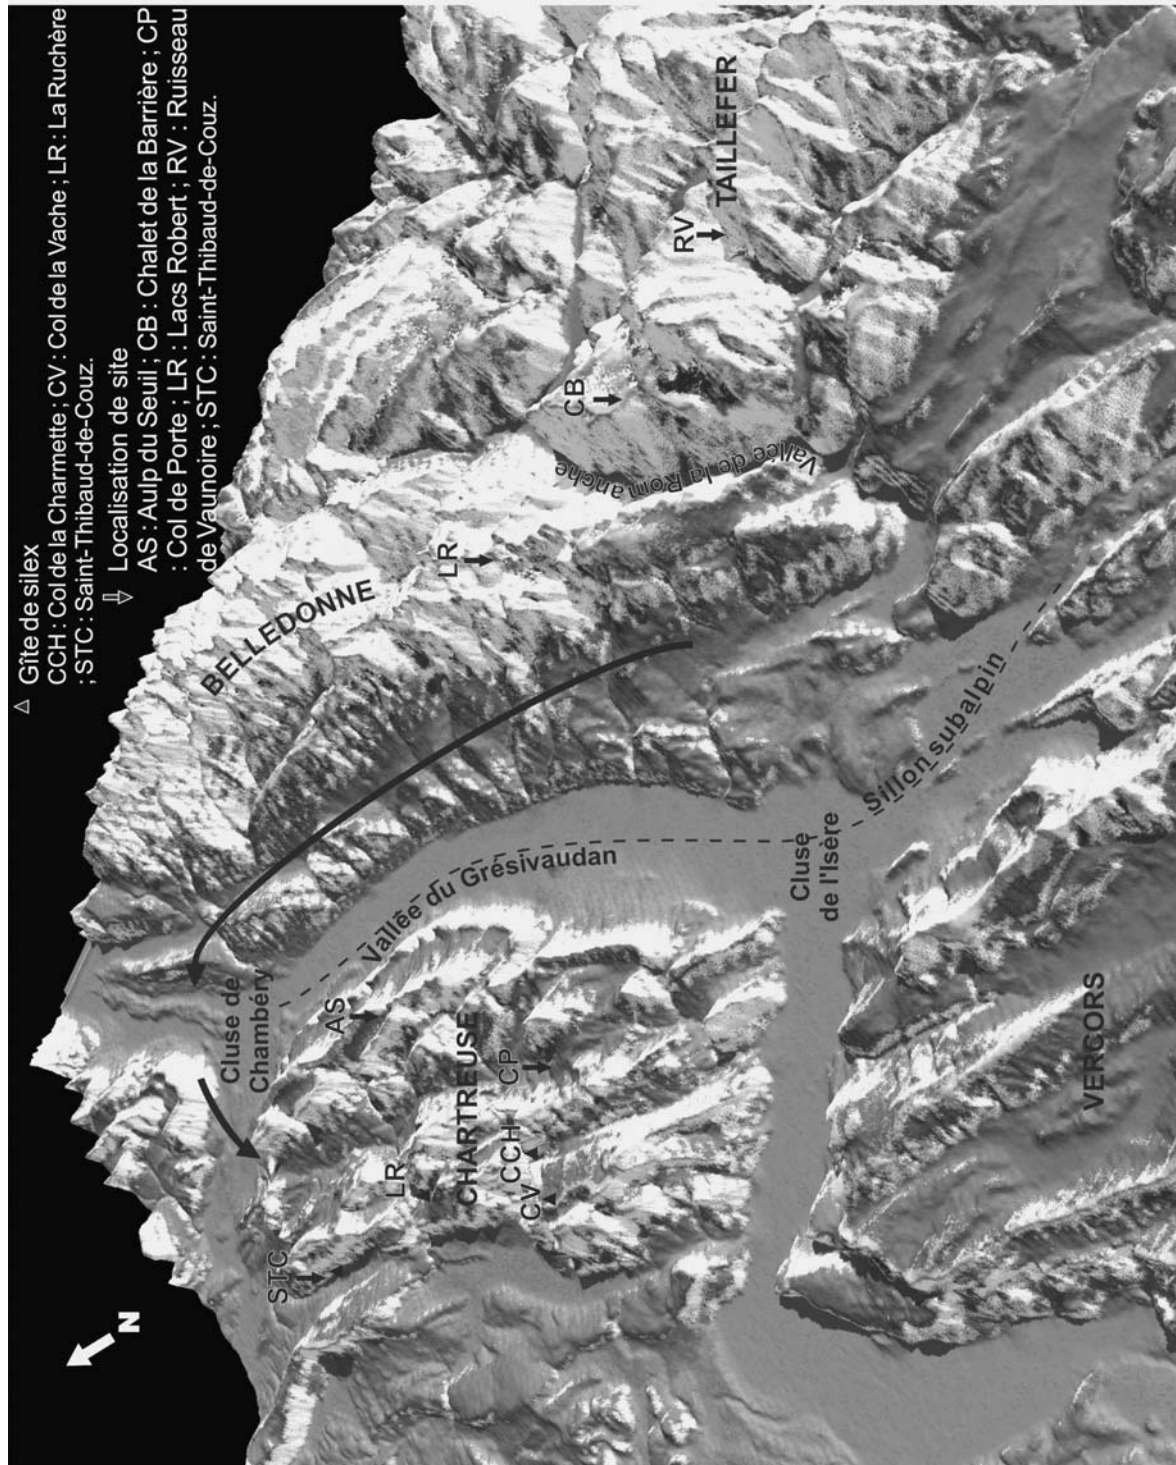 Gîte de silex
CCH : Col de la Charmette ; CV : Col de la Vache ; LR : La Ruchère
; STC : Saint-Thibaud-de-Couz.
Localisation de site
AS : Aulp du Seuil ; CB : Chalet de la Barrière ; CP
: Col de Porte ; LR : Lacs Robert ; RV : Ruisseau
de Vaunoire ; STC : Saint-Thibaud-de-Couz.
N
BELLEDONNE
TAILLEFER
RV
CB
LR
Vallée de la Romanche
Cluse de
Chambéry
Vallée du Grésivaudan
Cluse
de l'Isère
Sillon subalpin
AS
STC
LR
CHARTREUSE
CP
CCH
CV
VERCORS